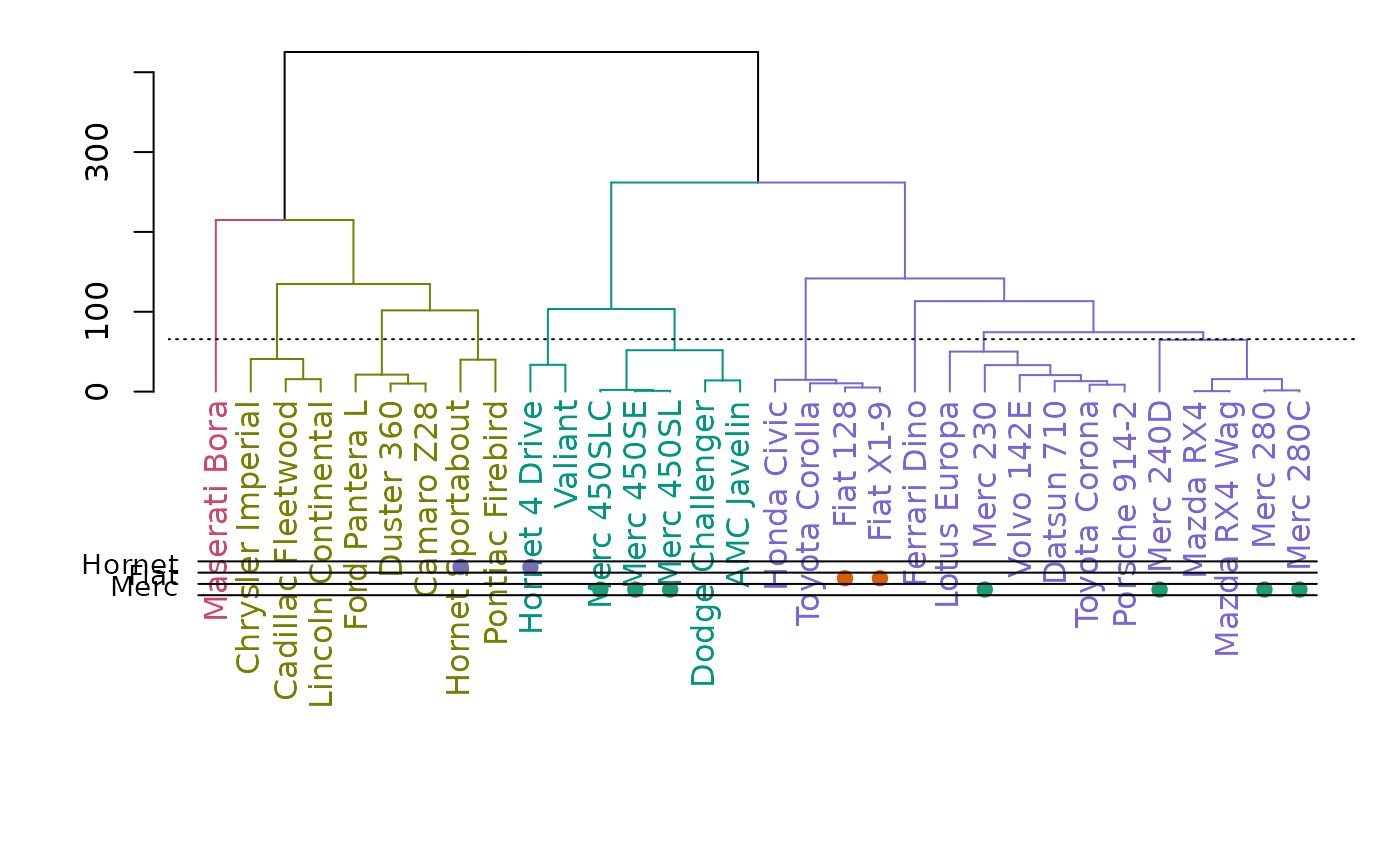 300
100
0
Maserati Bora
Chrysler Imperial
Cadillac Fleetwood
Lincoln Continental
Ford Pantera L
Duster 360
Camaro Z28
Hornet Sportabout
Pontiac Firebird
Hornet 4 Drive
Valiant
Merc 450SLC
Merc 450SE
Merc 450SL
Dodge Challenger
AMC Javelin
Honda Civic
Toyota Corolla
Fiat 128
Fiat X1-9
Ferrari Dino
Lotus Europa
Merc 230
Volvo 142E
Datsun 710
Toyota Corona
Porsche 914-2
Merc 240D
Mazda RX4
Mazda RX4 Wag
Merc 280
Merc 280C
Hornet
Fiat
Merc